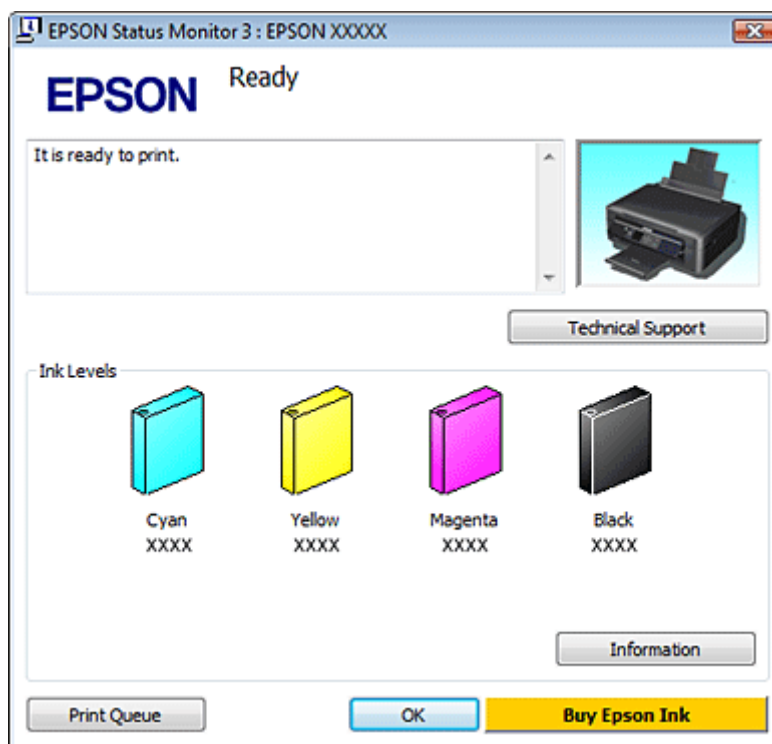 EPSON Status Monitor 3 : EPSON XXXXX
EPSON
Ready
It is ready to print.
Technical Support
Ink Levels
Cyan Yellow Magenta Black
XXXX XXXX XXXX XXXX
Information
Print Queue OK Buy Epson Ink